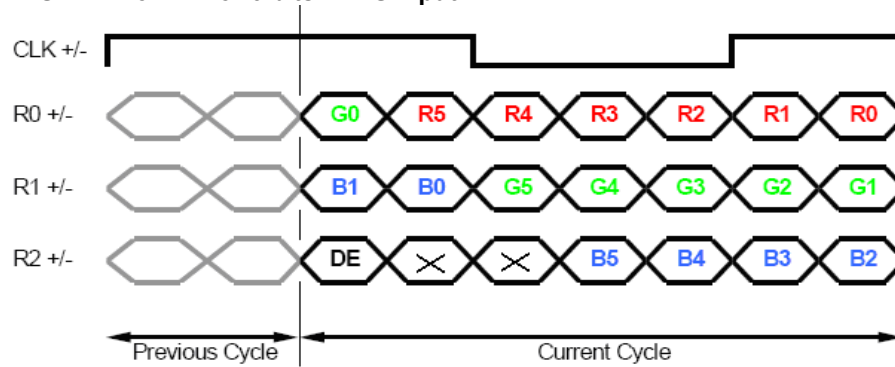 CLK +/-
R0 +/- G0 R5 R4 R3 R2 R1 R0
R1 +/- B1 B0 G5 G4 G3 G2 G1
R2 +/- DE B5 B4 B3 B2
Previous Cycle Current Cycle